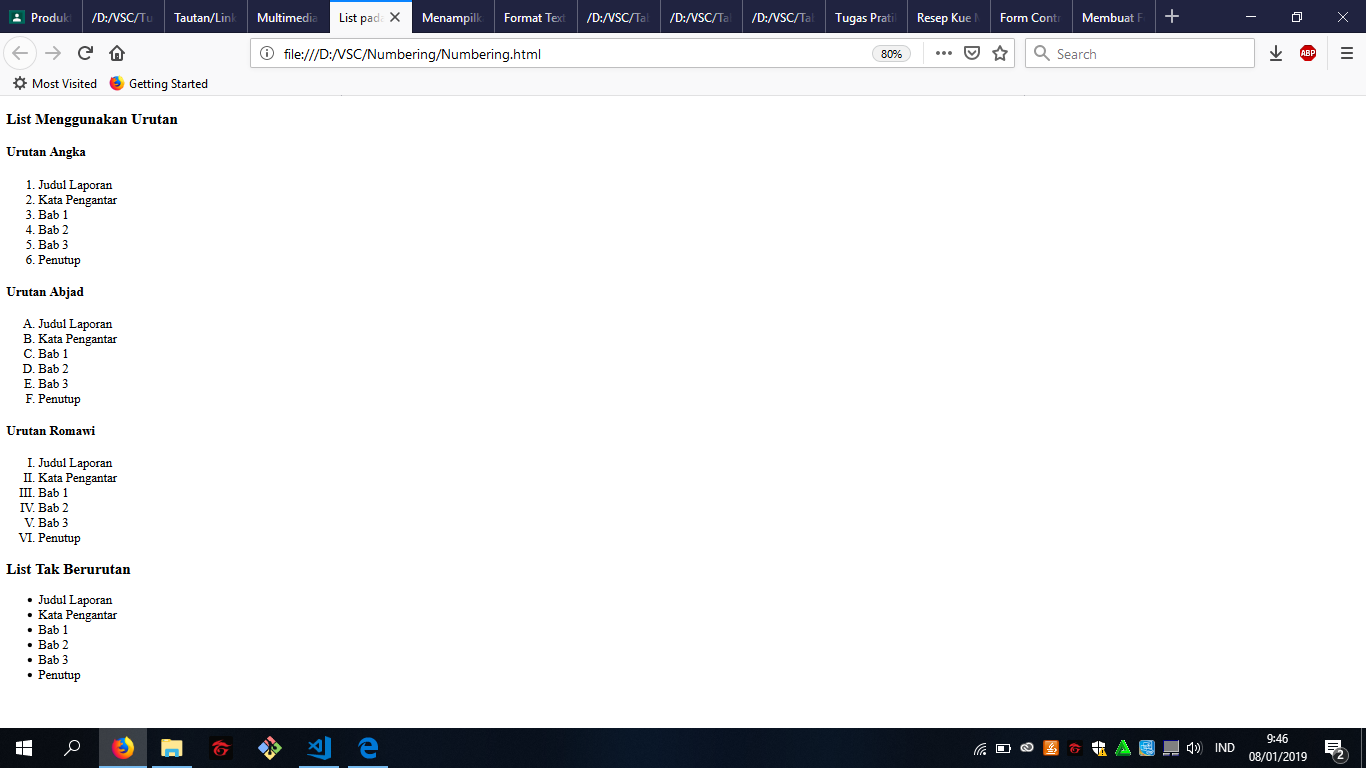 Produk /D:/VSC/Tu Tautan/Link Multimedia List pada Menampilk Format Text /D:/VSC/Tab /D:/VSC/Tab /D:/VSC/Tab Tugas Prati Resep Kue Form Contr Membuat F
file:///D:/VSC/Numbering/Numbering.html 80% Search ABP
Most Visited Getting Started
List Menggunakan Urutan
Urutan Angka
1. Judul Laporan
2. Kata Pengantar
3. Bab 1
4. Bab 2
5. Bab 3
6. Penutup
Urutan Abjad
A. Judul Laporan
B. Kata Pengantar
C. Bab 1
D. Bab 2
E. Bab 3
F. Penutup
Urutan Romawi
I. Judul Laporan
II. Kata Pengantar
III. Bab 1
IV. Bab 2
V. Bab 3
VI. Penutup
List Tak Berurutan
• Judul Laporan
• Kata Pengantar
• Bab 1
• Bab 2
• Bab 3
• Penutup
IND 9:46
08/01/2019 2